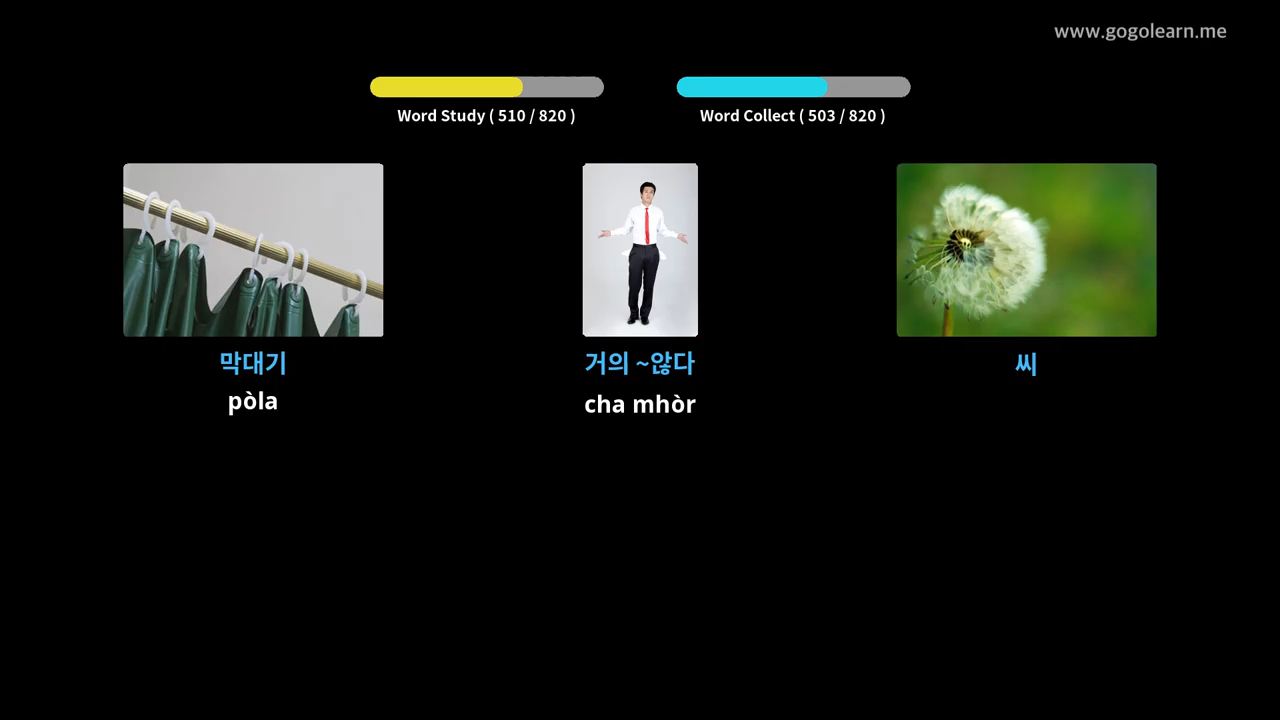 www.gogolearn.me
Word Study ( 510 / 820 )
Word Collect ( 503 / 820 )
막대기
거의 ~않다
씨
pòla
cha mhòr